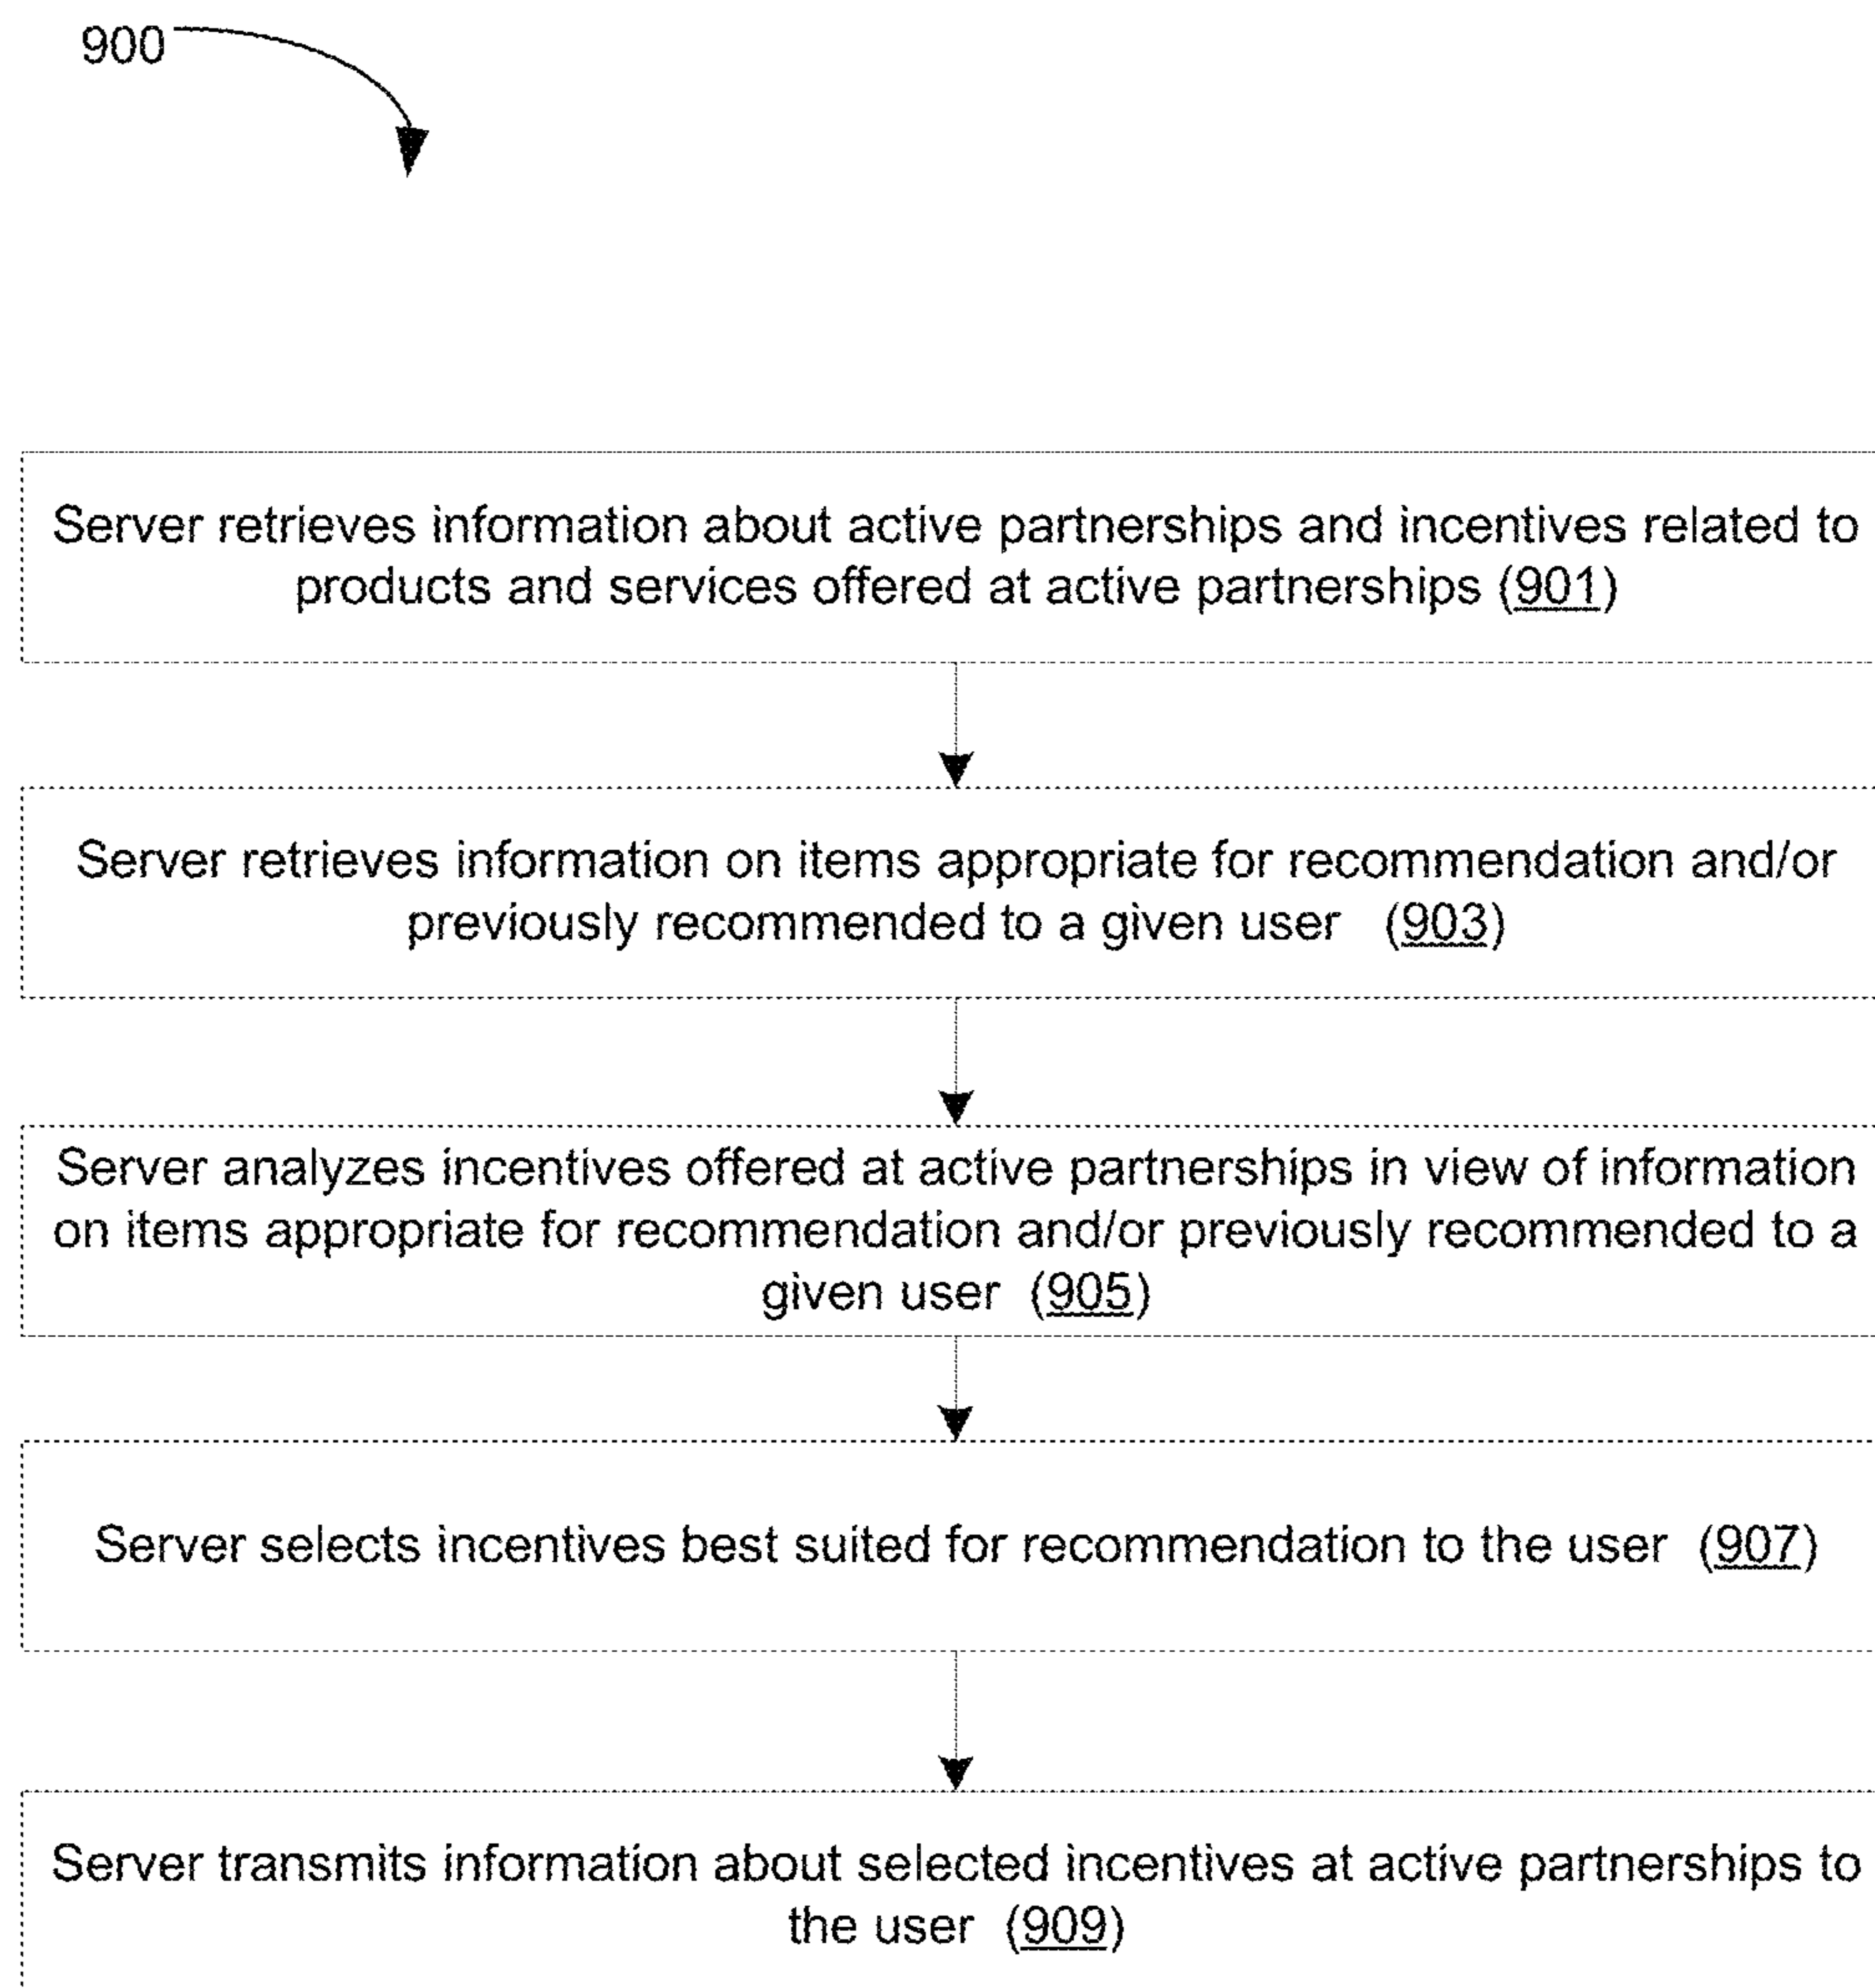 900
Server retrieves information about active partnerships and incentives related to
products and services offered at active partnerships (901)
Server retrieves information on items appropriate for recommendation and/or
previously recommended to a given user (903)
Server analyzes incentives offered at active partnerships in view of information
on items appropriate for recommendation and/or previously recommended to a
given user (905)
Server selects incentives best suited for recommendation to the user (907)
Server transmits information about selected incentives at active partnerships to
the user (909)